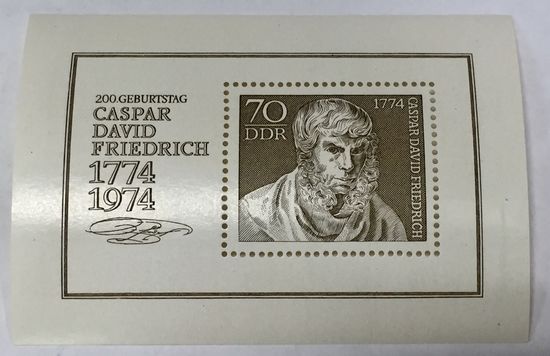 200.GEBURTSTAG
CASPAR
DAVID
FRIEDRICH
1774
1974
70
DDR
1774
CASPAR DAVID FRIEDRICH